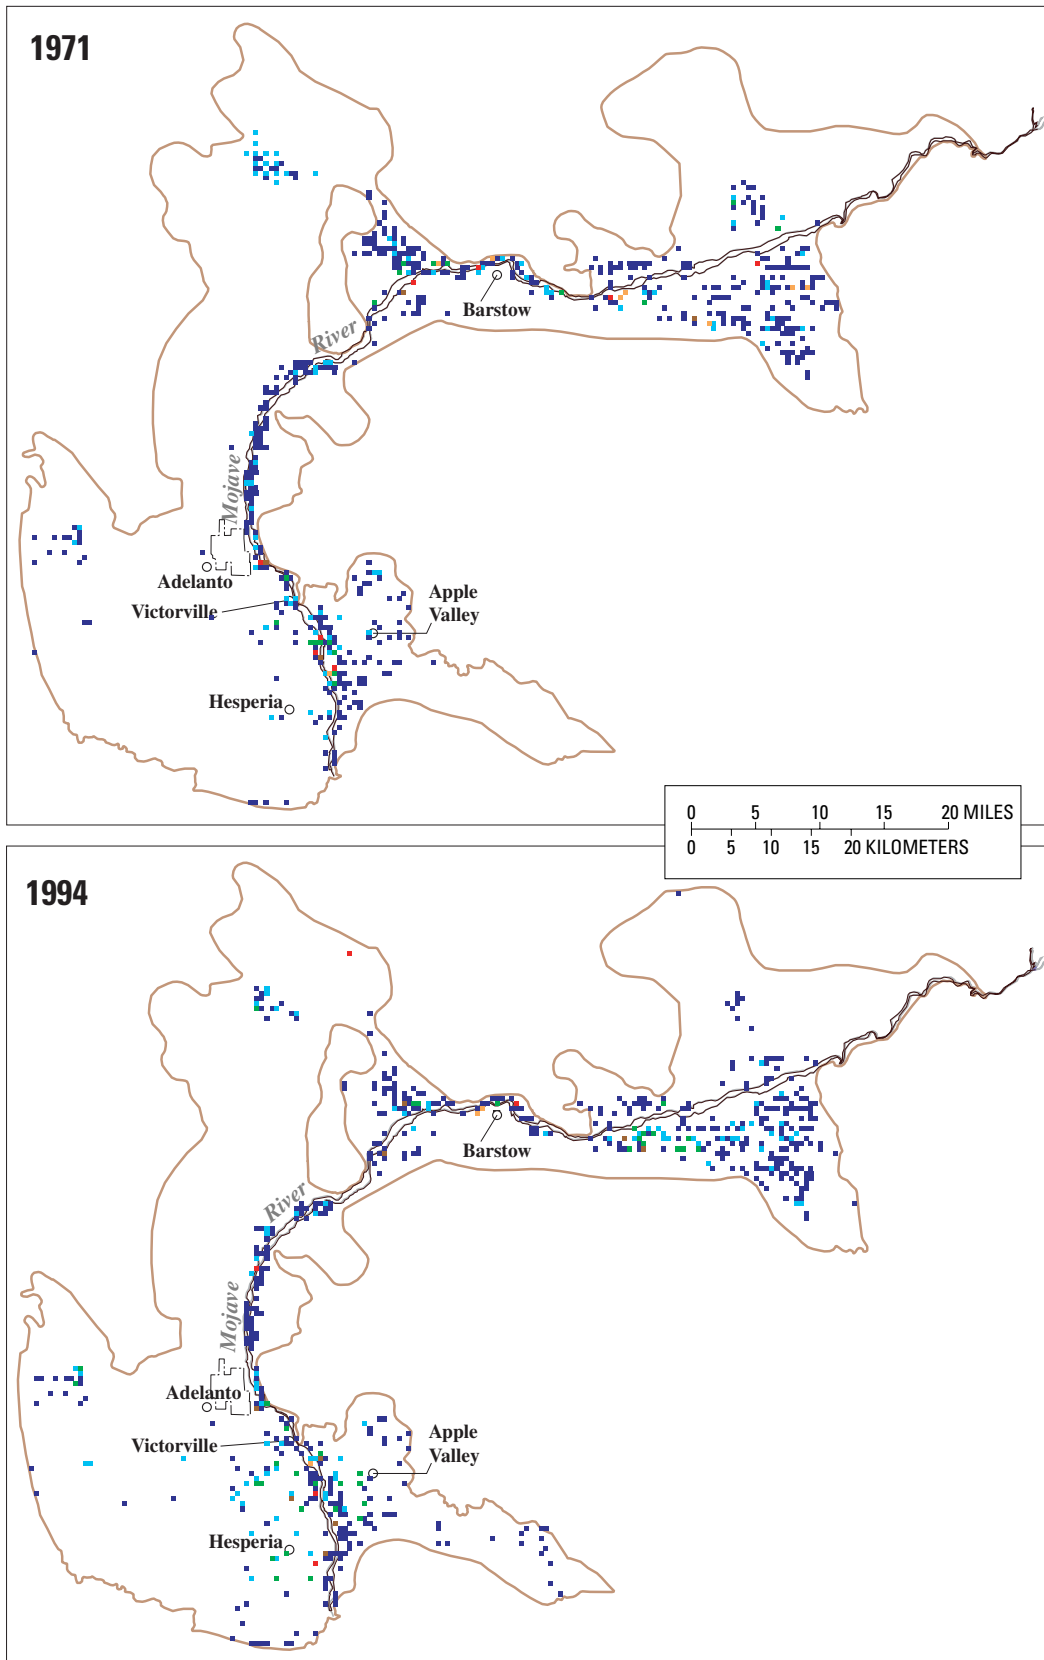 1971
Barstow
River
Mojave
Adelanto
Victorville
Apple
Valley
Hesperia
0 5 10 15 20 MILES
0 5 10 15 20 KILOMETERS
1994
Barstow
River
Mojave
Adelanto
Victorville
Apple
Valley
Hesperia